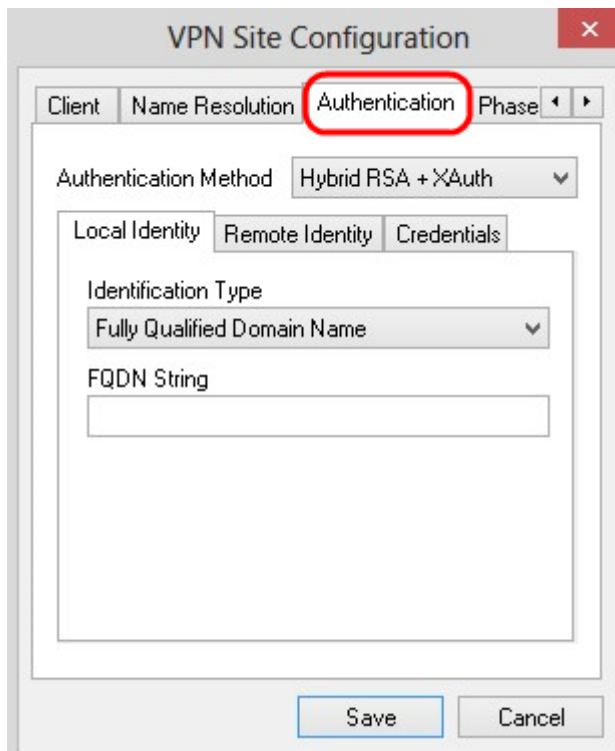 VPN Site Configuration
Client Name Resolution Authentication Phase
Authentication Method Hybrid RSA + XAuth
Local Identity Remote Identity Credentials
Identification Type
Fully Qualified Domain Name
FQDN String
Save Cancel